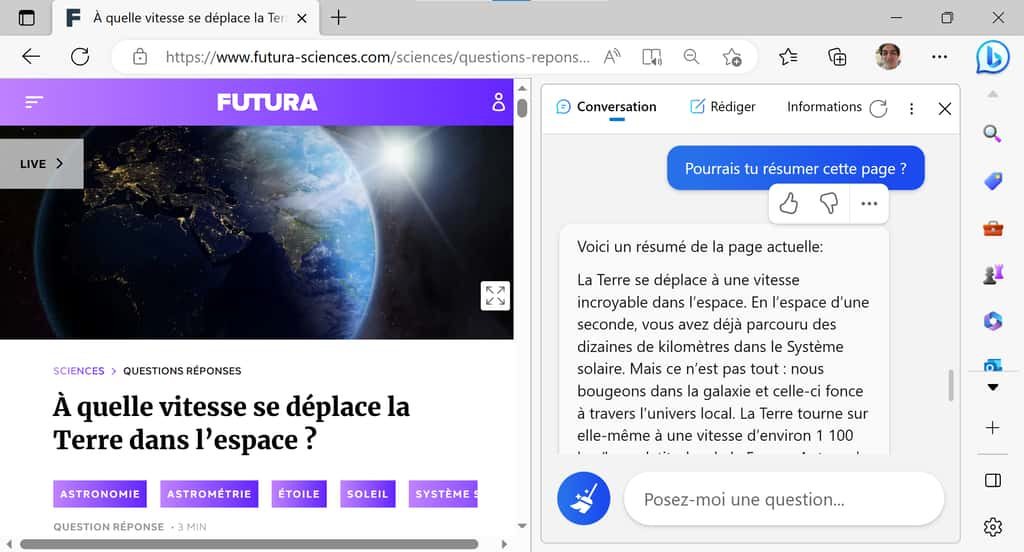 À quelle vitesse se déplace la Ter
https://www.futura-sciences.com/sciences/questions-repons...
FUTURA
LIVE
SCIENCES > QUESTIONS RÉPONSES
À quelle vitesse se déplace la
Terre dans l’espace ?
ASTRONOMIE ASTROMÉTRIE ÉTOILE SOLEIL SYSTÈME S
QUESTION RÉPONSE • 3 MIN
Conversation Rédiger Informations
Pourrais tu résumer cette page ?
Voici un résumé de la page actuelle:
La Terre se déplace à une vitesse
incroyable dans l’espace. En l’espace d’une
seconde, vous avez déjà parcouru des
dizaines de kilomètres dans le Système
solaire. Mais ce n’est pas tout : nous
bougeons dans la galaxie et celle-ci fonce
à travers l’univers local. La Terre tourne sur
elle-même à une vitesse d’environ 1 100
Posez-moi une question...